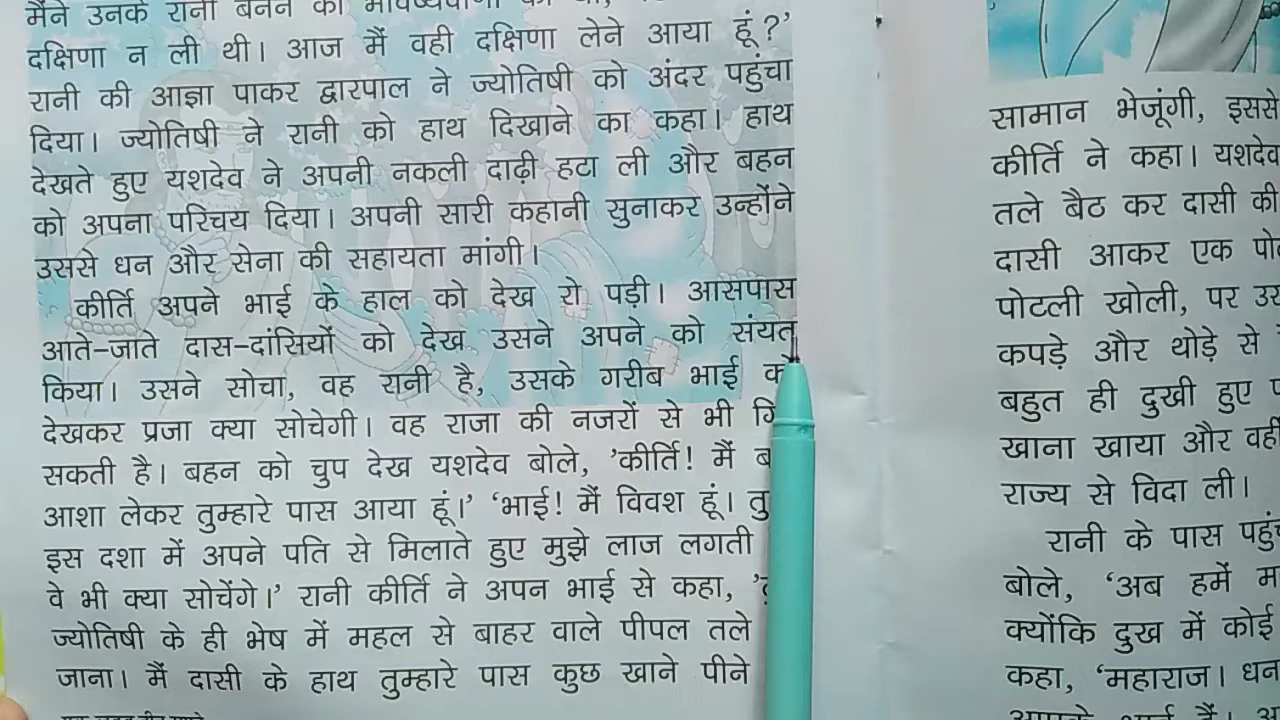 मैंने उनके रानी बनने की
दक्षिणा न ली थी। आज मैं वही दक्षिणा लेने आया हूं?'
रानी की आज्ञा पाकर द्वारपाल ने ज्योतिषी को अंदर पहुंचा
दिया। ज्योतिषी ने रानी को हाथ दिखाने का कहा। हाथ
देखते हुए यशदेव ने अपनी नकली दाढ़ी हटा ली और बहन
को अपना परिचय दिया। अपनी सारी कहानी सुनाकर उन्होंने
उससे धन और सेना की सहायता मांगी।
कीर्ति अपने भाई के हाल को देख रो पड़ी। आसपास
आते-जाते दास-दांसियों को देख उसने अपने को संयत
किया। उसने सोचा, वह रानी है, उसके गरीब भाई को
देखकर प्रजा क्या सोचेगी। वह राजा की नजरों से भी
सकती है। बहन को चुप देख यशदेव बोले, 'कीर्ति! मैं
आशा लेकर तुम्हारे पास आया हूं।' 'भाई! मैं विवश हूं।
इस दशा में अपने पति से मिलाते हुए मुझे लाज लगती
वे भी क्या सोचेंगे।' रानी कीर्ति ने अपन भाई से कहा,
ज्योतिषी के ही भेष में महल से बाहर वाले पीपल तले
जाना। मैं दासी के हाथ तुम्हारे पास कुछ खाने पीने
सामान भेजूंगी, इससे
कीर्ति ने कहा। यशदेव
तले बैठ कर दासी की
दासी आकर एक
पोटली खोली, पर
कपड़े और थोड़े से
बहुत ही दुखी हुए
खाना खाया और वही
राज्य से विदा ली।
रानी के पास
बोले, 'अब हमें
क्योंकि दुख में कोई
कहा, 'महाराज। धन